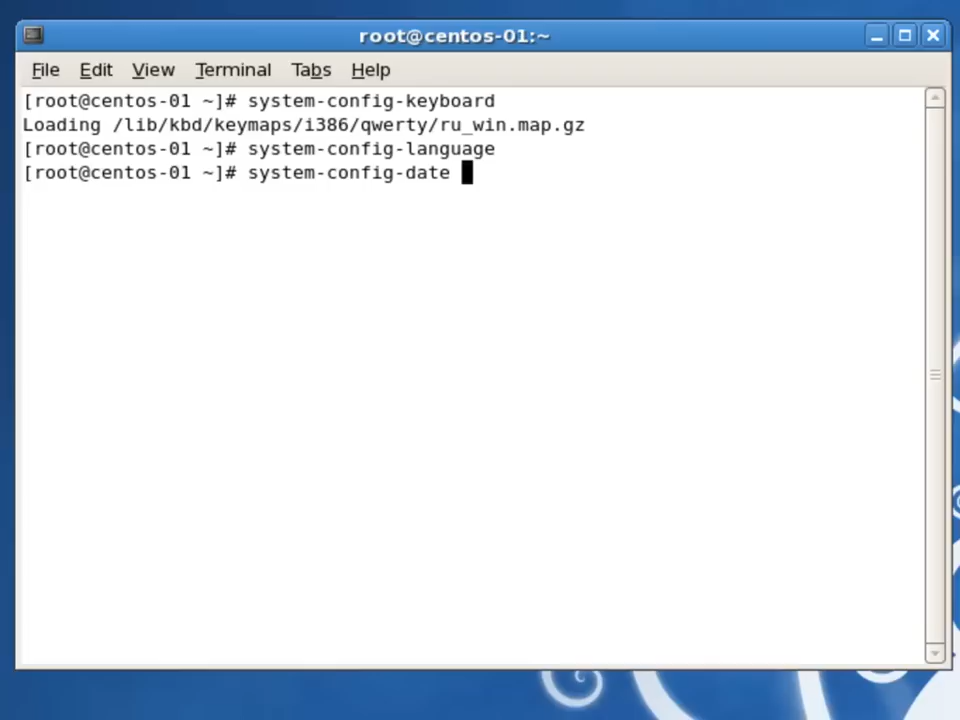 root@centos-01:~
File Edit View Terminal Tabs Help
[root@centos-01 ~]# system-config-keyboard
Loading /lib/kbd/keymaps/i386/qwerty/ru_win.map.gz
[root@centos-01 ~]# system-config-language
[root@centos-01 ~]# system-config-date